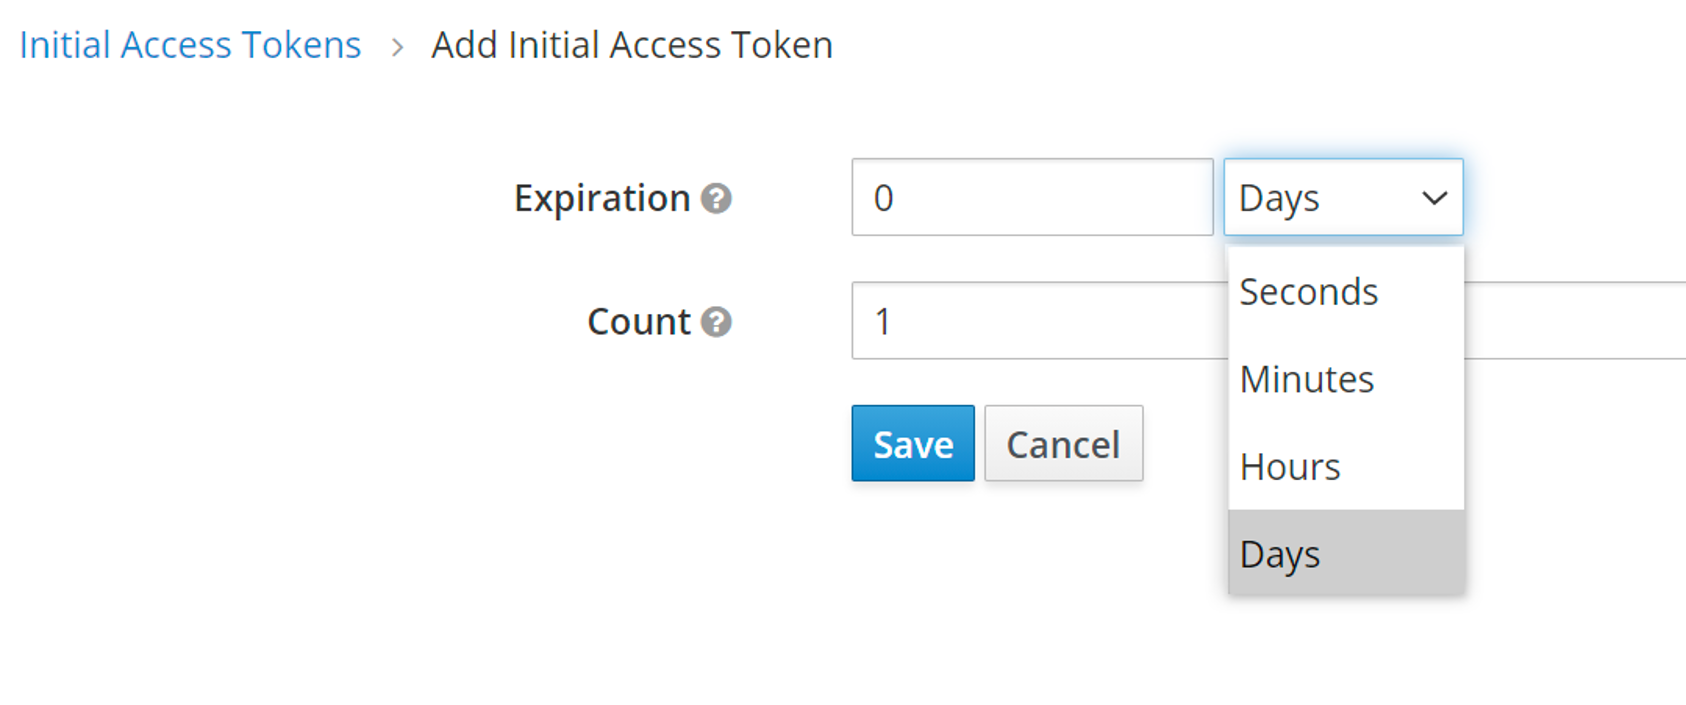 Initial Access Tokens > Add Initial Access Token
Expiration ? 0 Days
Seconds
Count ? 1
Minutes
Hours
Save Cancel
Days